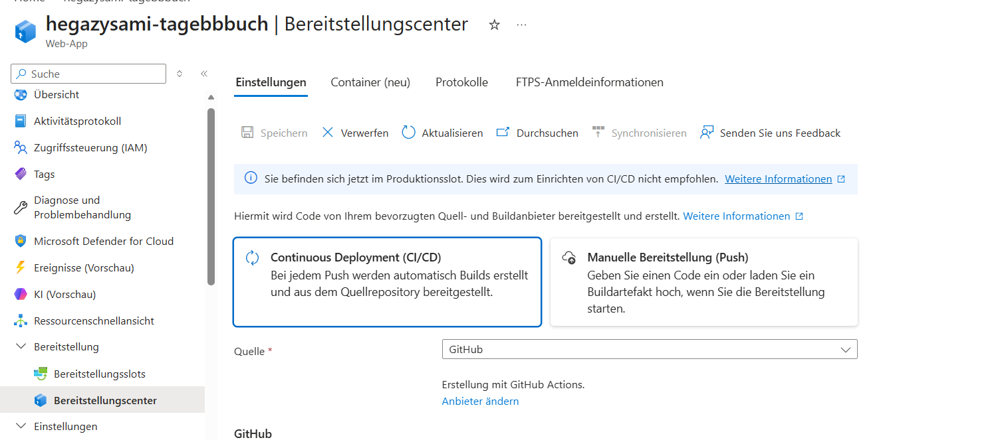 hegazysami-tagebbbuch | Bereitstellungscenter
Web-App
Suche
Übersicht
Aktivitätsprotokoll
Zugriffssteuerung (IAM)
Tags
Diagnose und
Problembehandlung
Microsoft Defender for Cloud
Ereignisse (Vorschau)
KI (Vorschau)
Ressourcenschnellansicht
Bereitstellung
Bereitstellungsslots
Bereitstellungscenter
Einstellungen
Einstellungen Container (neu) Protokolle FTPS-Anmeldeinformationen
Speichern Verwerfen Aktualisieren Durchsuchen Synchronisieren Senden Sie uns Feedback
Sie befinden sich jetzt im Produktionsslot. Dies wird zum Einrichten von CI/CD nicht empfohlen. Weitere Informationen
Hiermit wird Code von Ihrem bevorzugten Quell- und Buildanbieter bereitgestellt und erstellt. Weitere Informationen
Continuous Deployment (CI/CD)
Bei jedem Push werden automatisch Builds erstellt
und aus dem Quellrepository bereitgestellt.
Manuelle Bereitstellung (Push)
Geben Sie einen Code ein oder laden Sie ein
Buildartefakt hoch, wenn Sie die Bereitstellung
starten.
Quelle *
GitHub
Erstellung mit GitHub Actions.
Anbieter ändern
GitHub